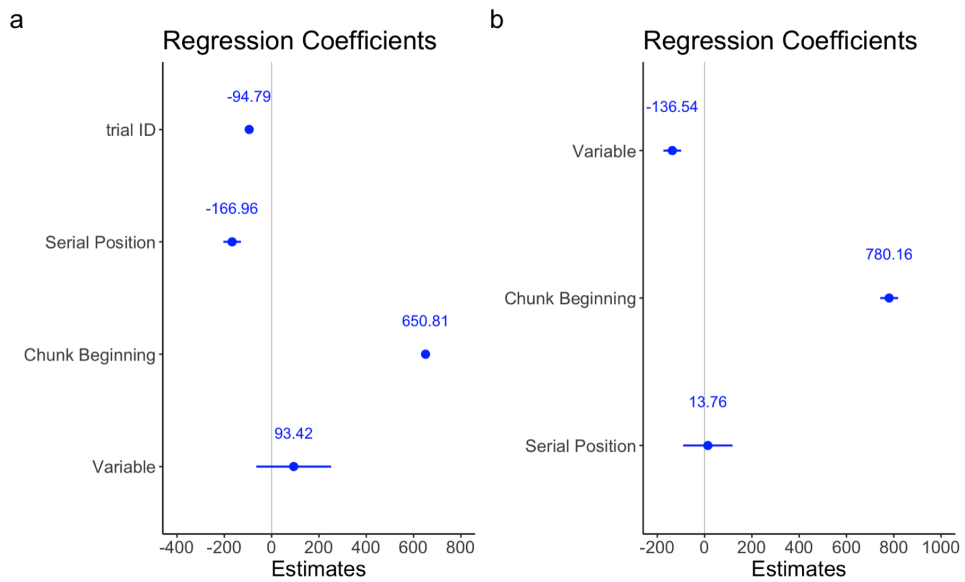 a
Regression Coefficients
-94.79
trial ID
-166.96
Serial Position
650.81
Chunk Beginning
93.42
Variable
-400 -200 0 200 400 600 800
Estimates
b
Regression Coefficients
-136.54
Variable
780.16
Chunk Beginning
13.76
Serial Position
-200 0 200 400 600 800 1000
Estimates